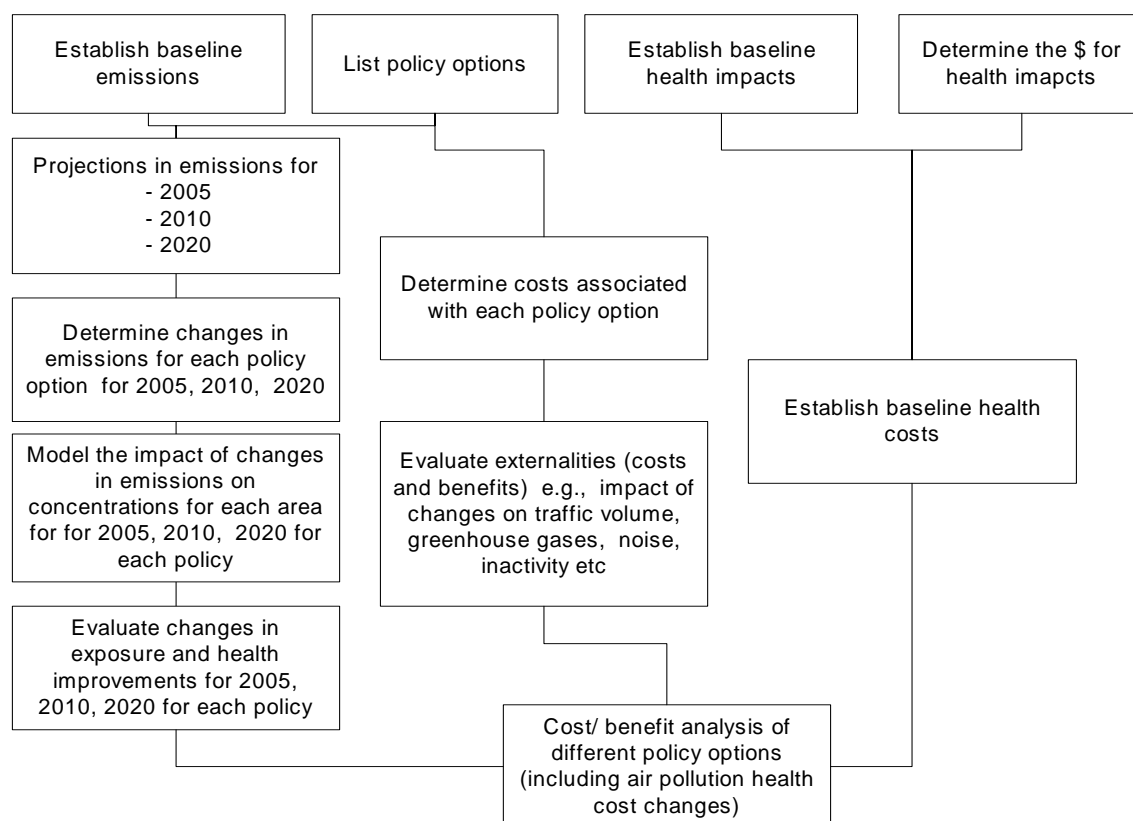 Establish baseline
emissions
List policy options
Establish baseline
health impacts
Determine the $ for
health imapcts
Projections in emissions for
- 2005
- 2010
- 2020
Determine costs associated
with each policy option
Determine changes in
emissions for each policy
option for 2005, 2010, 2020
Establish baseline health
costs
Model the impact of changes
in emissions on
concentrations for each area
for for 2005, 2010, 2020 for
each policy
Evaluate externalities (costs
and benefits) e.g., impact of
changes on traffic volume,
greenhouse gases, noise,
inactivity etc
Evaluate changes in
exposure and health
improvements for 2005,
2010, 2020 for each policy
Cost/ benefit analysis of
different policy options
(including air pollution health
cost changes)